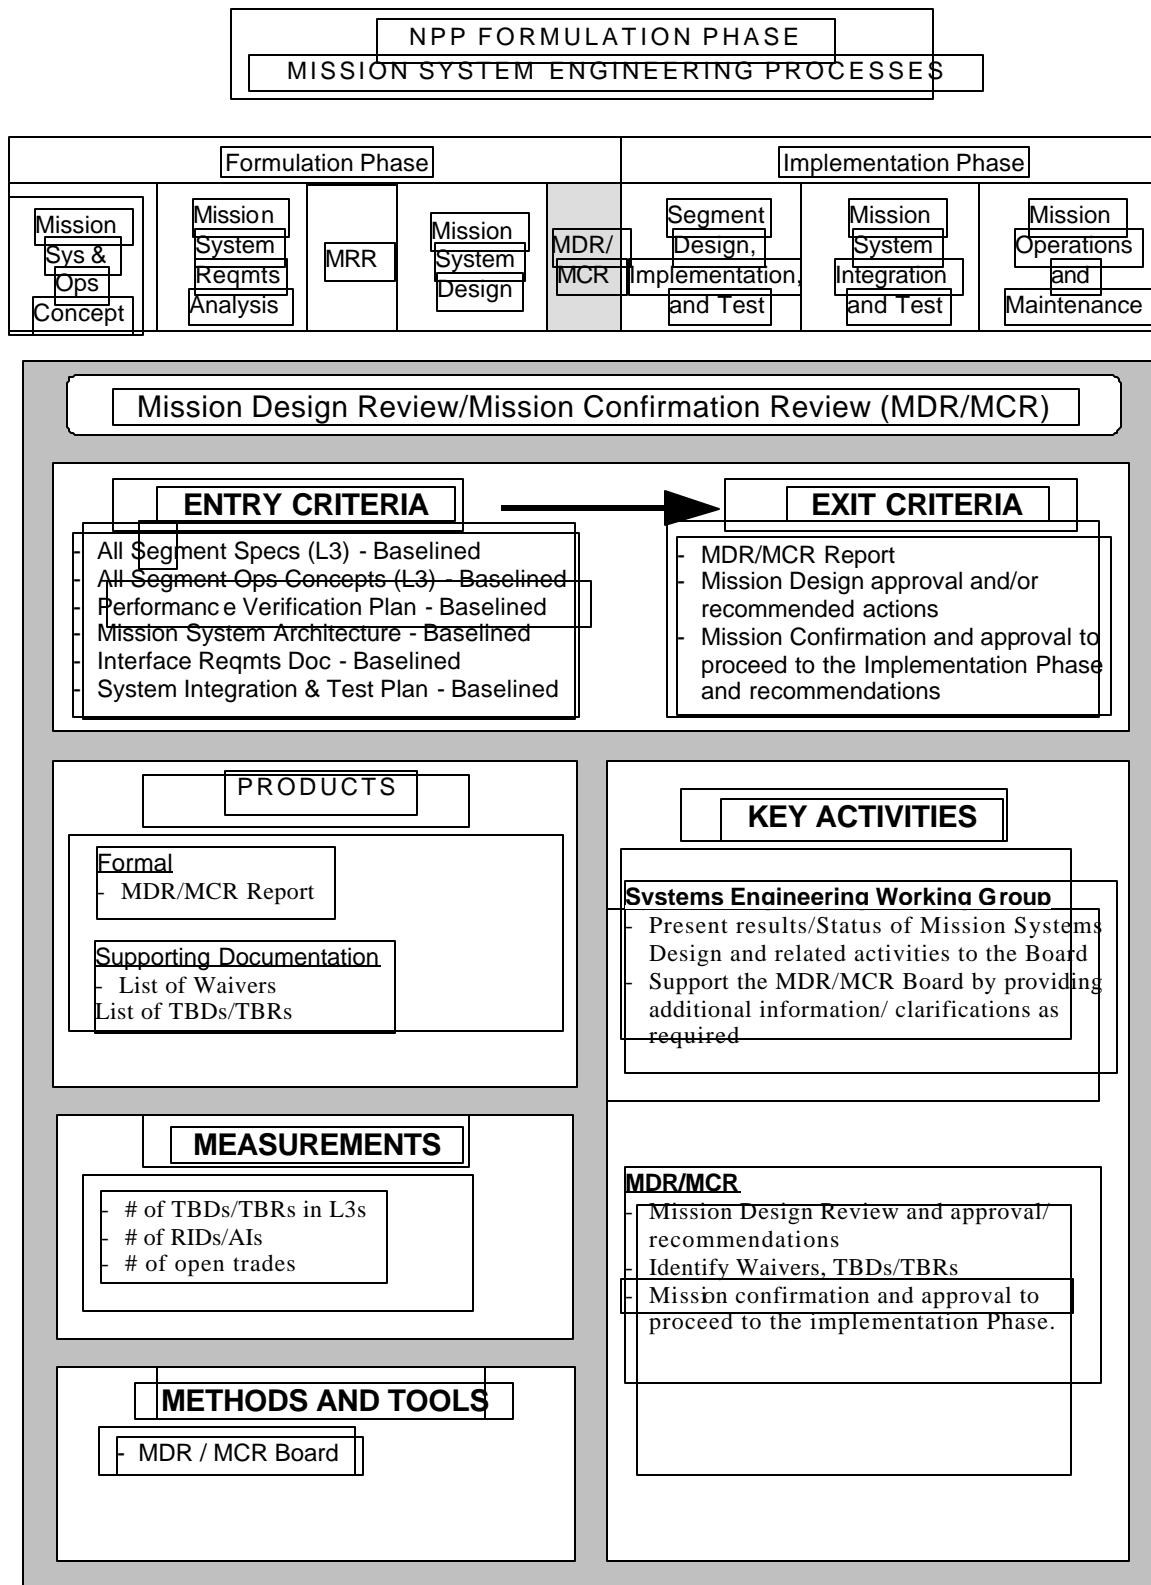 NPP FORMULATION PHASE
MISSION SYSTEM ENGINEERING PROCESSES
Formulation Phase
Implementation Phase
Mission
Sys &
Ops
Concept
Mission
System
Reqmts
Analysis
MRR
Mission
System
Design
MDR/
MCR
Segment
Design,
Implementation,
and Test
Mission
System
Integration
and Test
Mission
Operations
and
Maintenance
Mission Design Review/Mission Confirmation Review (MDR/MCR)
ENTRY CRITERIA
- All Segment Specs (L3) - Baselined
- All Segment Ops Concepts (L3) - Baselined
- Performance Verification Plan - Baselined
- Mission System Architecture - Baselined
- Interface Reqmts Doc - Baselined
- System Integration & Test Plan - Baselined
EXIT CRITERIA
- MDR/MCR Report
- Mission Design approval and/or
recommended actions
- Mission Confirmation and approval to
proceed to the Implementation Phase
and recommendations
PRODUCTS
Formal
- MDR/MCR Report
Supporting Documentation
- List of Waivers
List of TBDs/TBRs
MEASUREMENTS
- # of TBDs/TBRs in L3s
- # of RIDs/AIs
- # of open trades
METHODS AND TOOLS
- MDR / MCR Board
KEY ACTIVITIES
Systems Engineering Working Group
- Present results/Status of Mission Systems
Design and related activities to the Board
- Support the MDR/MCR Board by providing
additional information/ clarifications as
required
MDR/MCR
- Mission Design Review and approval/
recommendations
- Identify Waivers, TBDs/TBRs
- Mission confirmation and approval to
proceed to the implementation Phase.